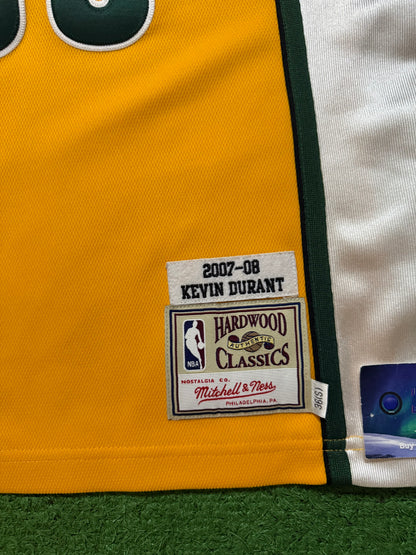 2007-08
KEVIN DURANT
HARDWOOD
AUTHENTIC
CLASSICS
NBA
NOSTALGIA CO.
Mitchell & Ness
PHILADELPHIA, PA.
36(S)